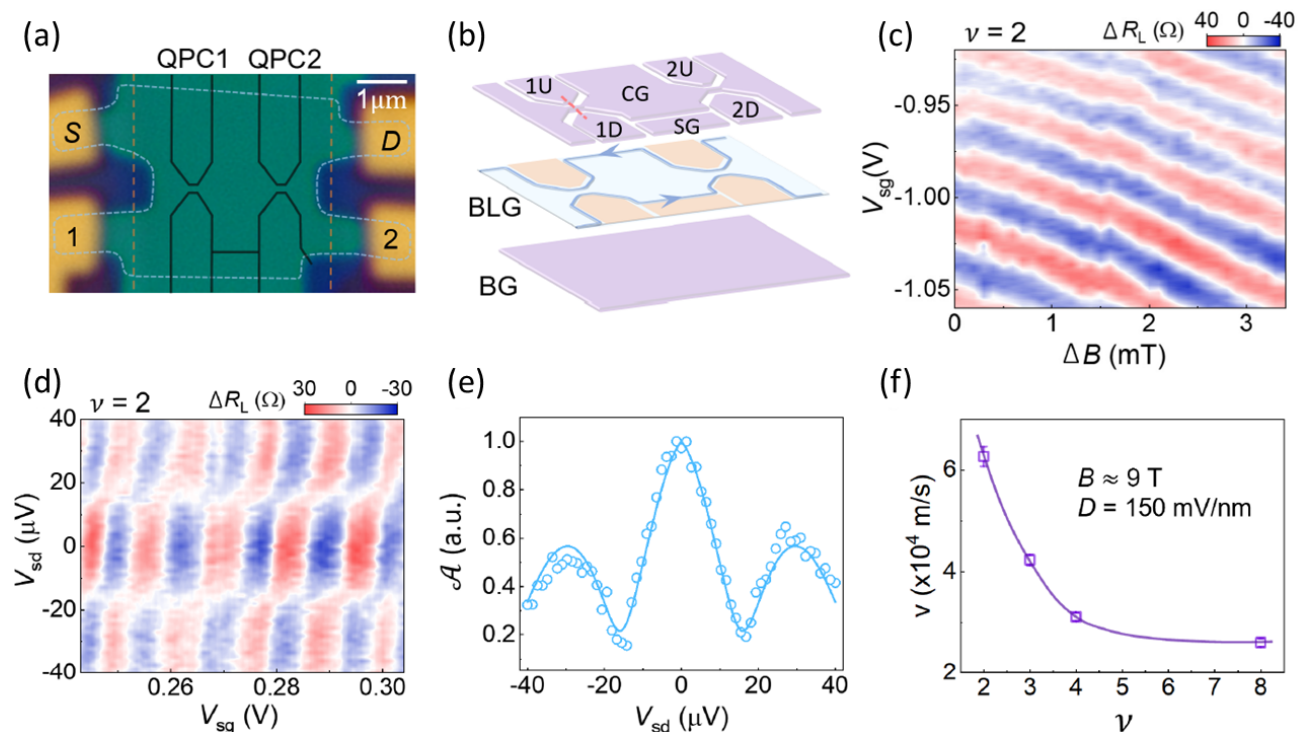 (a)
QPC1 QPC2
1μm
S
D
1
2
(b)
1U
2U
CG
1D
SG
2D
BLG
BG
(c)
ν = 2
ΔR_L (Ω)
40 0 -40
V_sg(V)
-0.95
-1.00
-1.05
0 1 2 3
ΔB (mT)
(d)
ν = 2
ΔR_L (Ω)
30 0 -30
V_sd (μV)
40
20
0
-20
-40
0.26 0.28 0.30
V_sg (V)
(e)
𝒜 (a.u.)
1.0
0.8
0.6
0.4
0.2
-40 -20 0 20 40
V_sd (μV)
(f)
v (x10⁴ m/s)
6
4
2
B ≈ 9 T
D = 150 mV/nm
2 3 4 5 6 7 8
ν